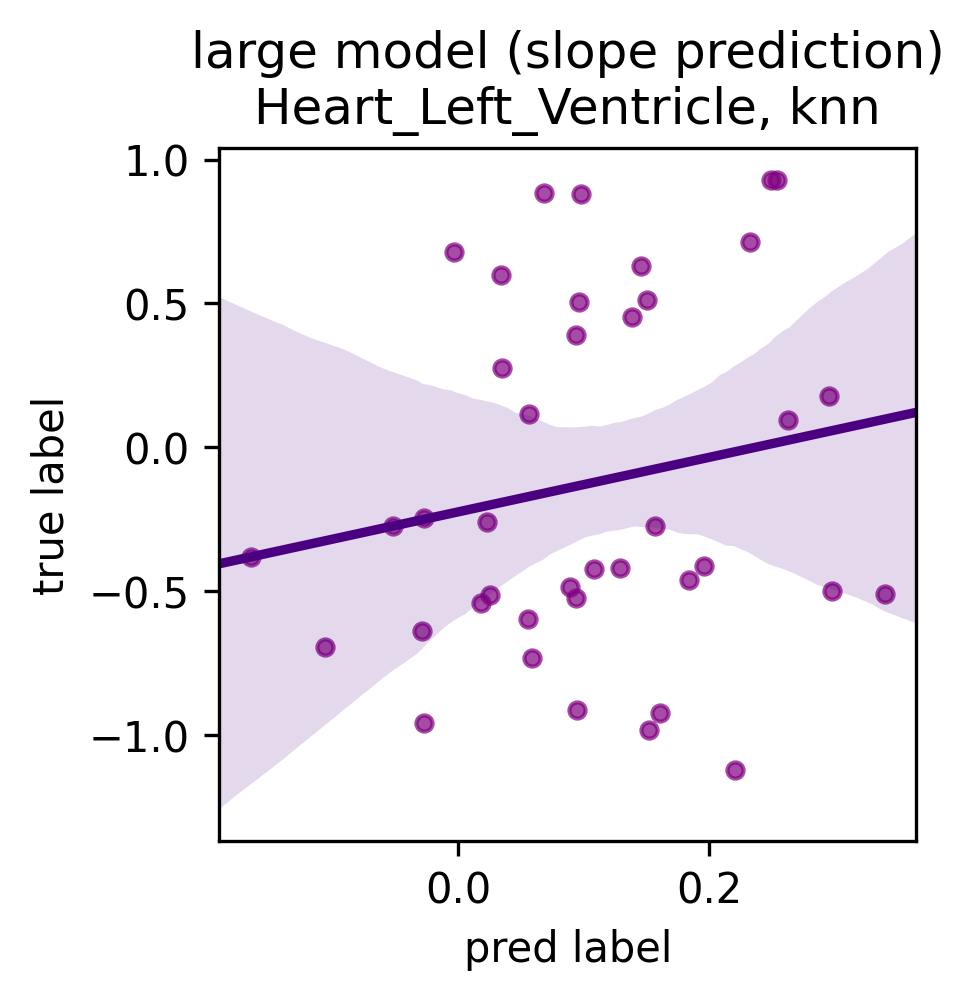 large model (slope prediction)
Heart_Left_Ventricle, knn
1.0
0.5
0.0
−0.5
−1.0
true label
0.0 0.2
pred label